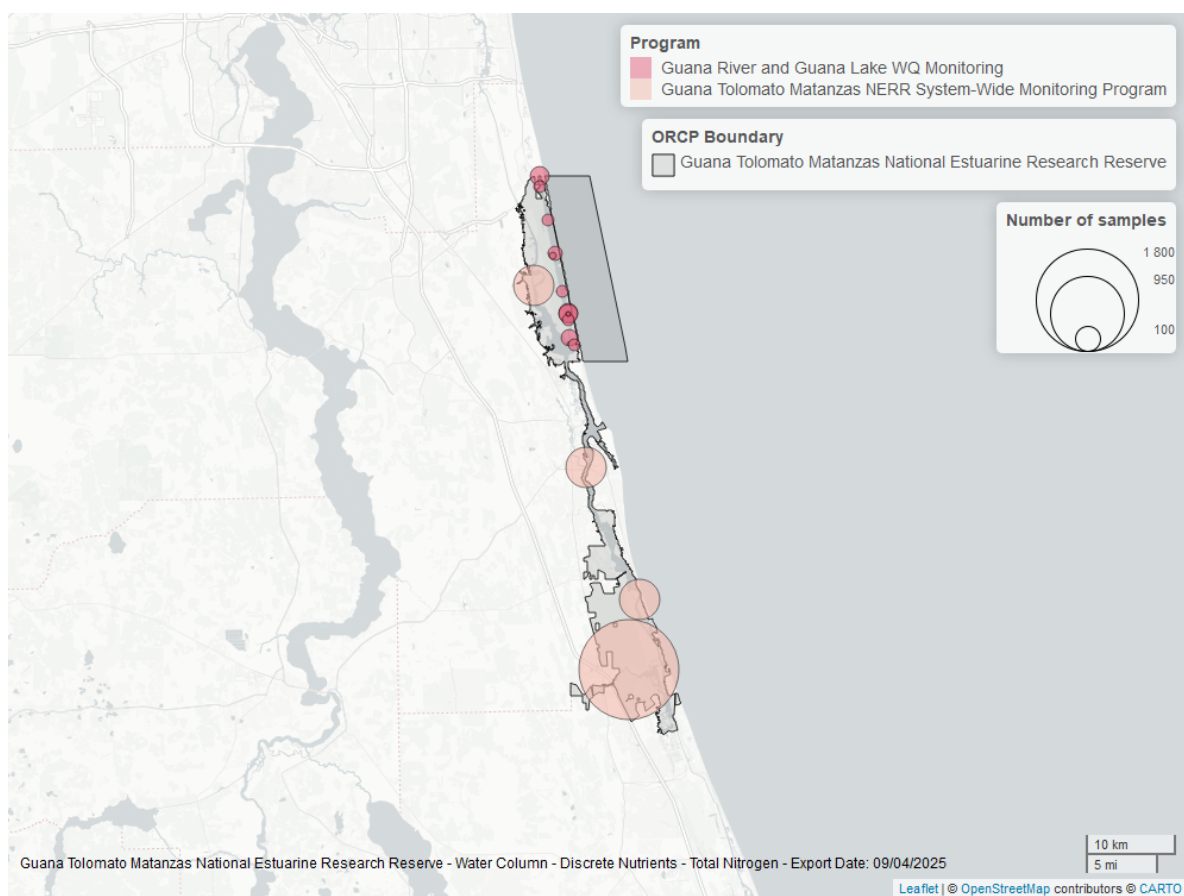 Program
Guana River and Guana Lake WQ Monitoring
Guana Tolomato Matanzas NERR System-Wide Monitoring Program
ORCP Boundary
Guana Tolomato Matanzas National Estuarine Research Reserve
Number of samples
1 800
950
100
10 km
5 mi
Guana Tolomato Matanzas National Estuarine Research Reserve - Water Column - Discrete Nutrients - Total Nitrogen - Export Date: 09/04/2025
Leaflet | © OpenStreetMap contributors © CARTO